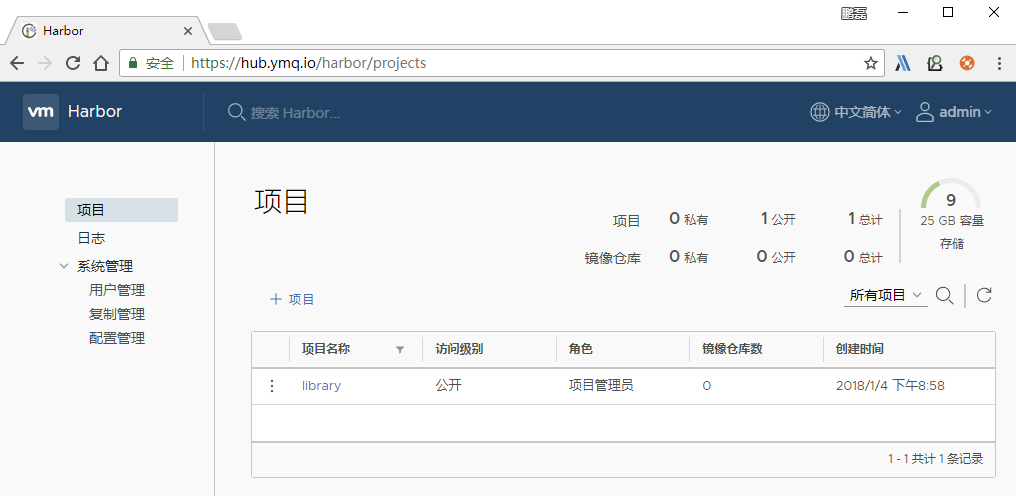 鹏磊
Harbor
安全 https://hub.ymq.io/harbor/projects
vm Harbor 搜索 Harbor... 中文简体 admin
项目
日志
系统管理
用户管理
复制管理
配置管理
项目
项目 0 私有 1 公开 1 总计
镜像仓库 0 私有 0 公开 0 总计
9
25 GB 容量
存储
+ 项目 所有项目
项目名称 访问级别 角色 镜像仓库数 创建时间
library 公开 项目管理员 0 2018/1/4 下午8:58
1 - 1 共计 1 条记录